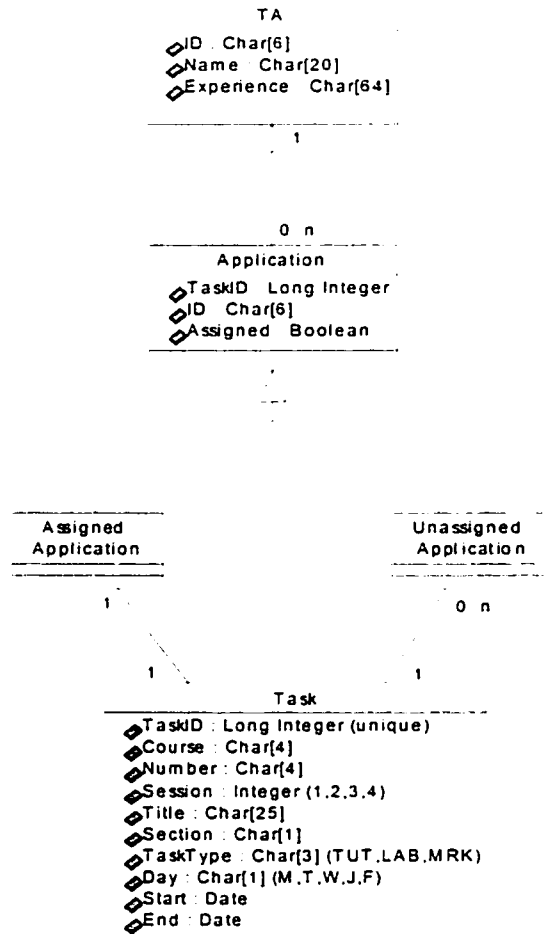 TA
ID : Char[6]
Name : Char[20]
Experience Char[64]
1
0 n
Application
TaskID Long Integer
ID Char[6]
Assigned Boolean
Assigned
Application
Unassigned
Application
1
0 n
1
1
Task
TaskID : Long Integer (unique)
Course : Char[4]
Number : Char[4]
Session : Integer (1,2,3,4)
Title : Char[25]
Section : Char[1]
TaskType : Char[3] (TUT,LAB,MRK)
Day : Char[1] (M,T,W,J,F)
Start : Date
End : Date